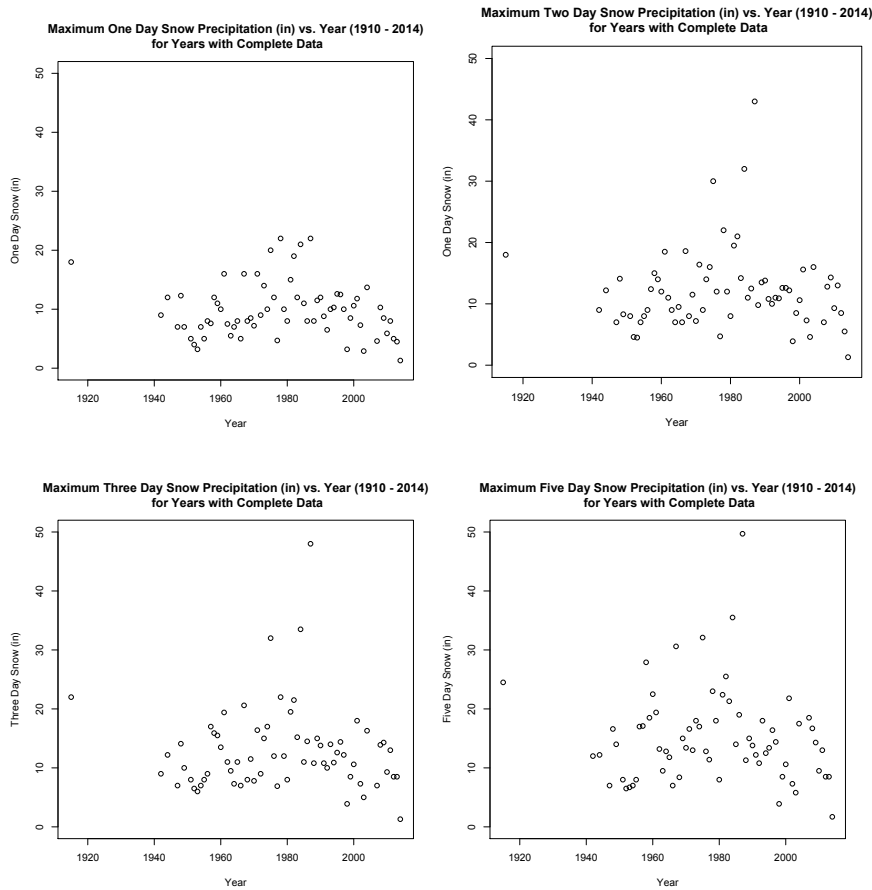 Maximum One Day Snow Precipitation (in) vs. Year (1910 - 2014)
for Years with Complete Data
50
40
30
20
10
0
One Day Snow (in)
1920 1940 1960 1980 2000
Year
Maximum Two Day Snow Precipitation (in) vs. Year (1910 - 2014)
for Years with Complete Data
50
40
30
20
10
0
One Day Snow (in)
1920 1940 1960 1980 2000
Year
Maximum Three Day Snow Precipitation (in) vs. Year (1910 - 2014)
for Years with Complete Data
50
40
30
20
10
0
Three Day Snow (in)
1920 1940 1960 1980 2000
Year
Maximum Five Day Snow Precipitation (in) vs. Year (1910 - 2014)
for Years with Complete Data
50
40
30
20
10
0
Five Day Snow (in)
1920 1940 1960 1980 2000
Year